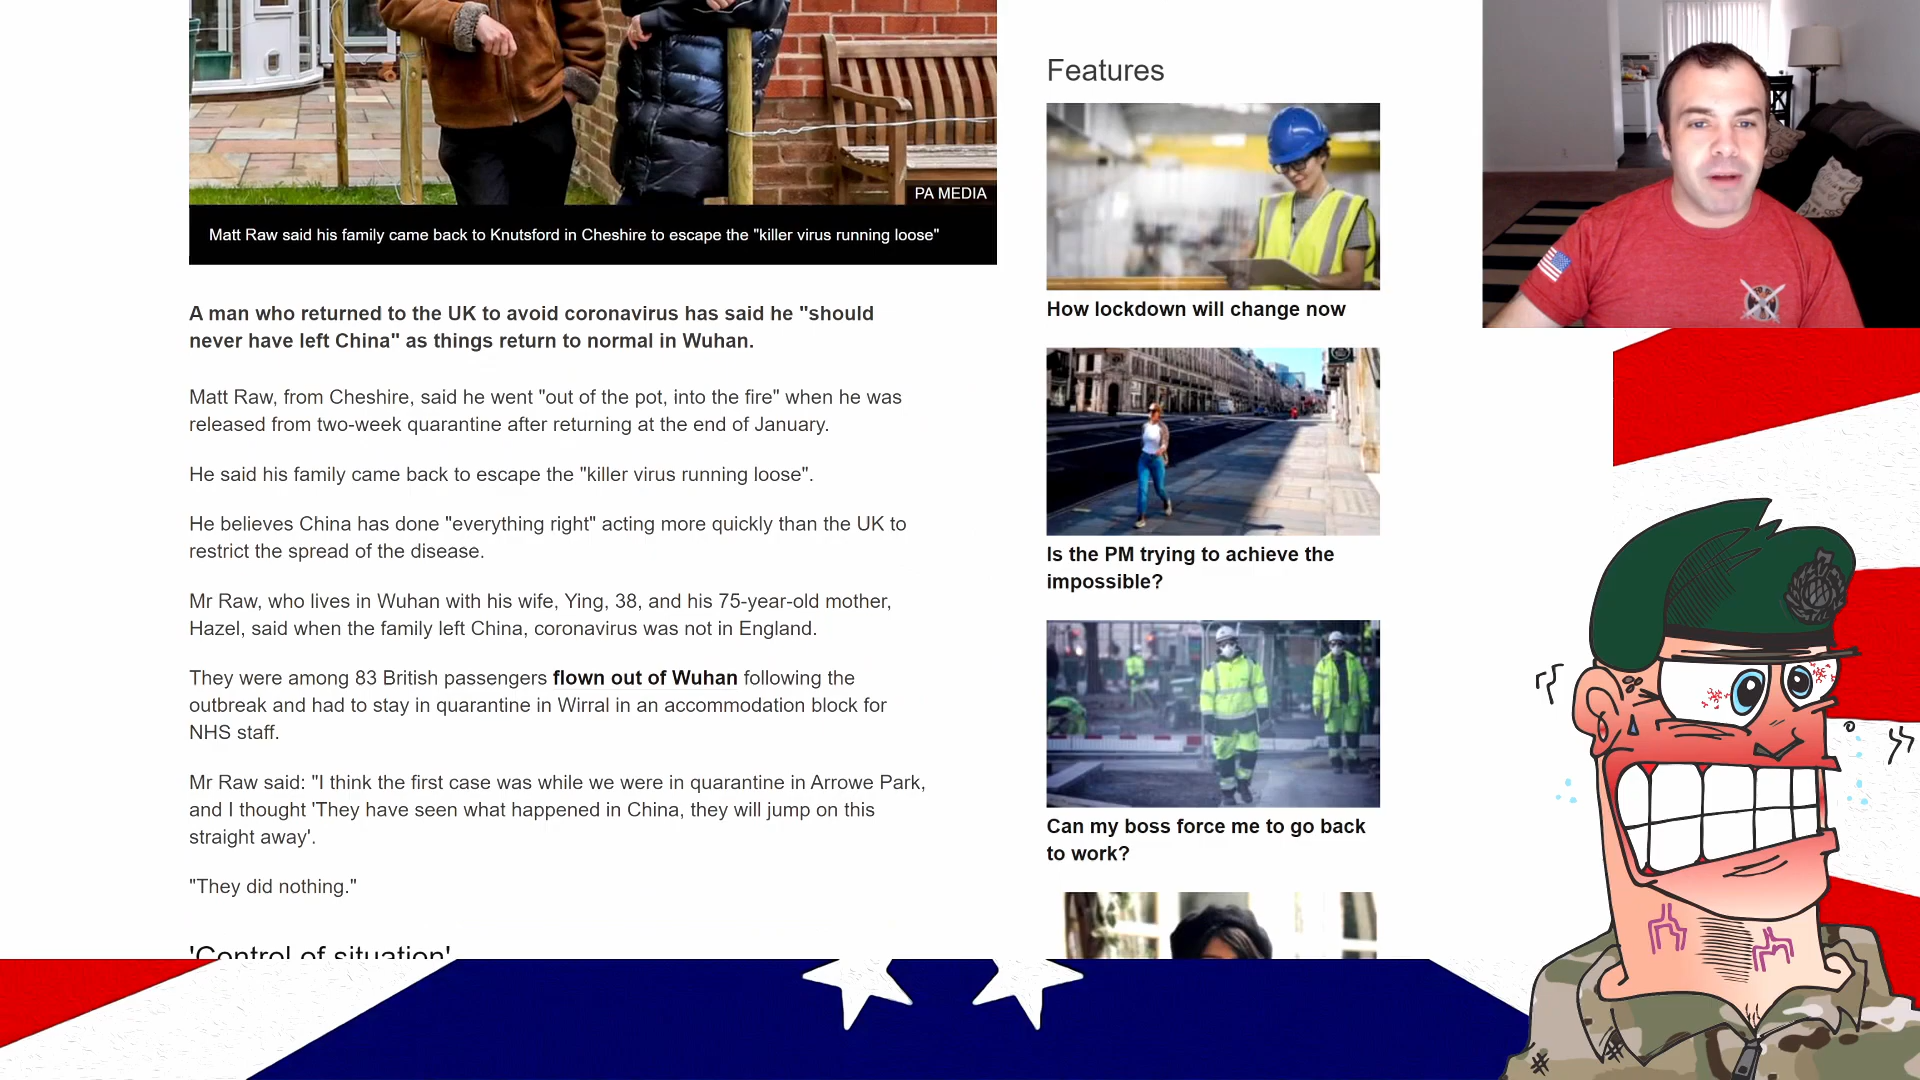 PA MEDIA
Matt Raw said his family came back to Knutsford in Cheshire to escape the "killer virus running loose"
A man who returned to the UK to avoid coronavirus has said he "should
never have left China" as things return to normal in Wuhan.
Matt Raw, from Cheshire, said he went "out of the pot, into the fire" when he was
released from two-week quarantine after returning at the end of January.
He said his family came back to escape the "killer virus running loose".
He believes China has done "everything right" acting more quickly than the UK to
restrict the spread of the disease.
Mr Raw, who lives in Wuhan with his wife, Ying, 38, and his 75-year-old mother,
Hazel, said when the family left China, coronavirus was not in England.
They were among 83 British passengers flown out of Wuhan following the
outbreak and had to stay in quarantine in Wirral in an accommodation block for
NHS staff.
Mr Raw said: "I think the first case was while we were in quarantine in Arrowe Park,
and I thought 'They have seen what happened in China, they will jump on this
straight away'.
"They did nothing."
'Control of situation'
Features
How lockdown will change now
Is the PM trying to achieve the
impossible?
Can my boss force me to go back
to work?